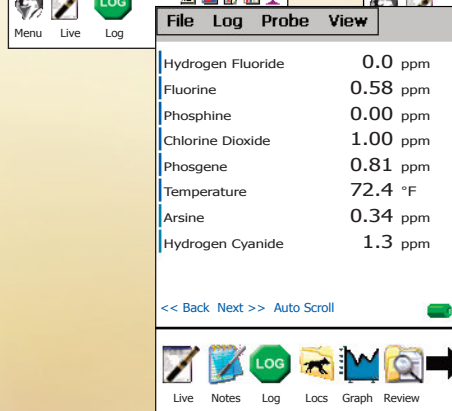 LOG
Menu Live Log
File Log Probe View
Hydrogen Fluoride 0.0 ppm
Fluorine 0.58 ppm
Phosphine 0.00 ppm
Chlorine Dioxide 1.00 ppm
Phosgene 0.81 ppm
Temperature 72.4 °F
Arsine 0.34 ppm
Hydrogen Cyanide 1.3 ppm
<< Back Next >> Auto Scroll
LOG
Live Notes Log Locs Graph Review